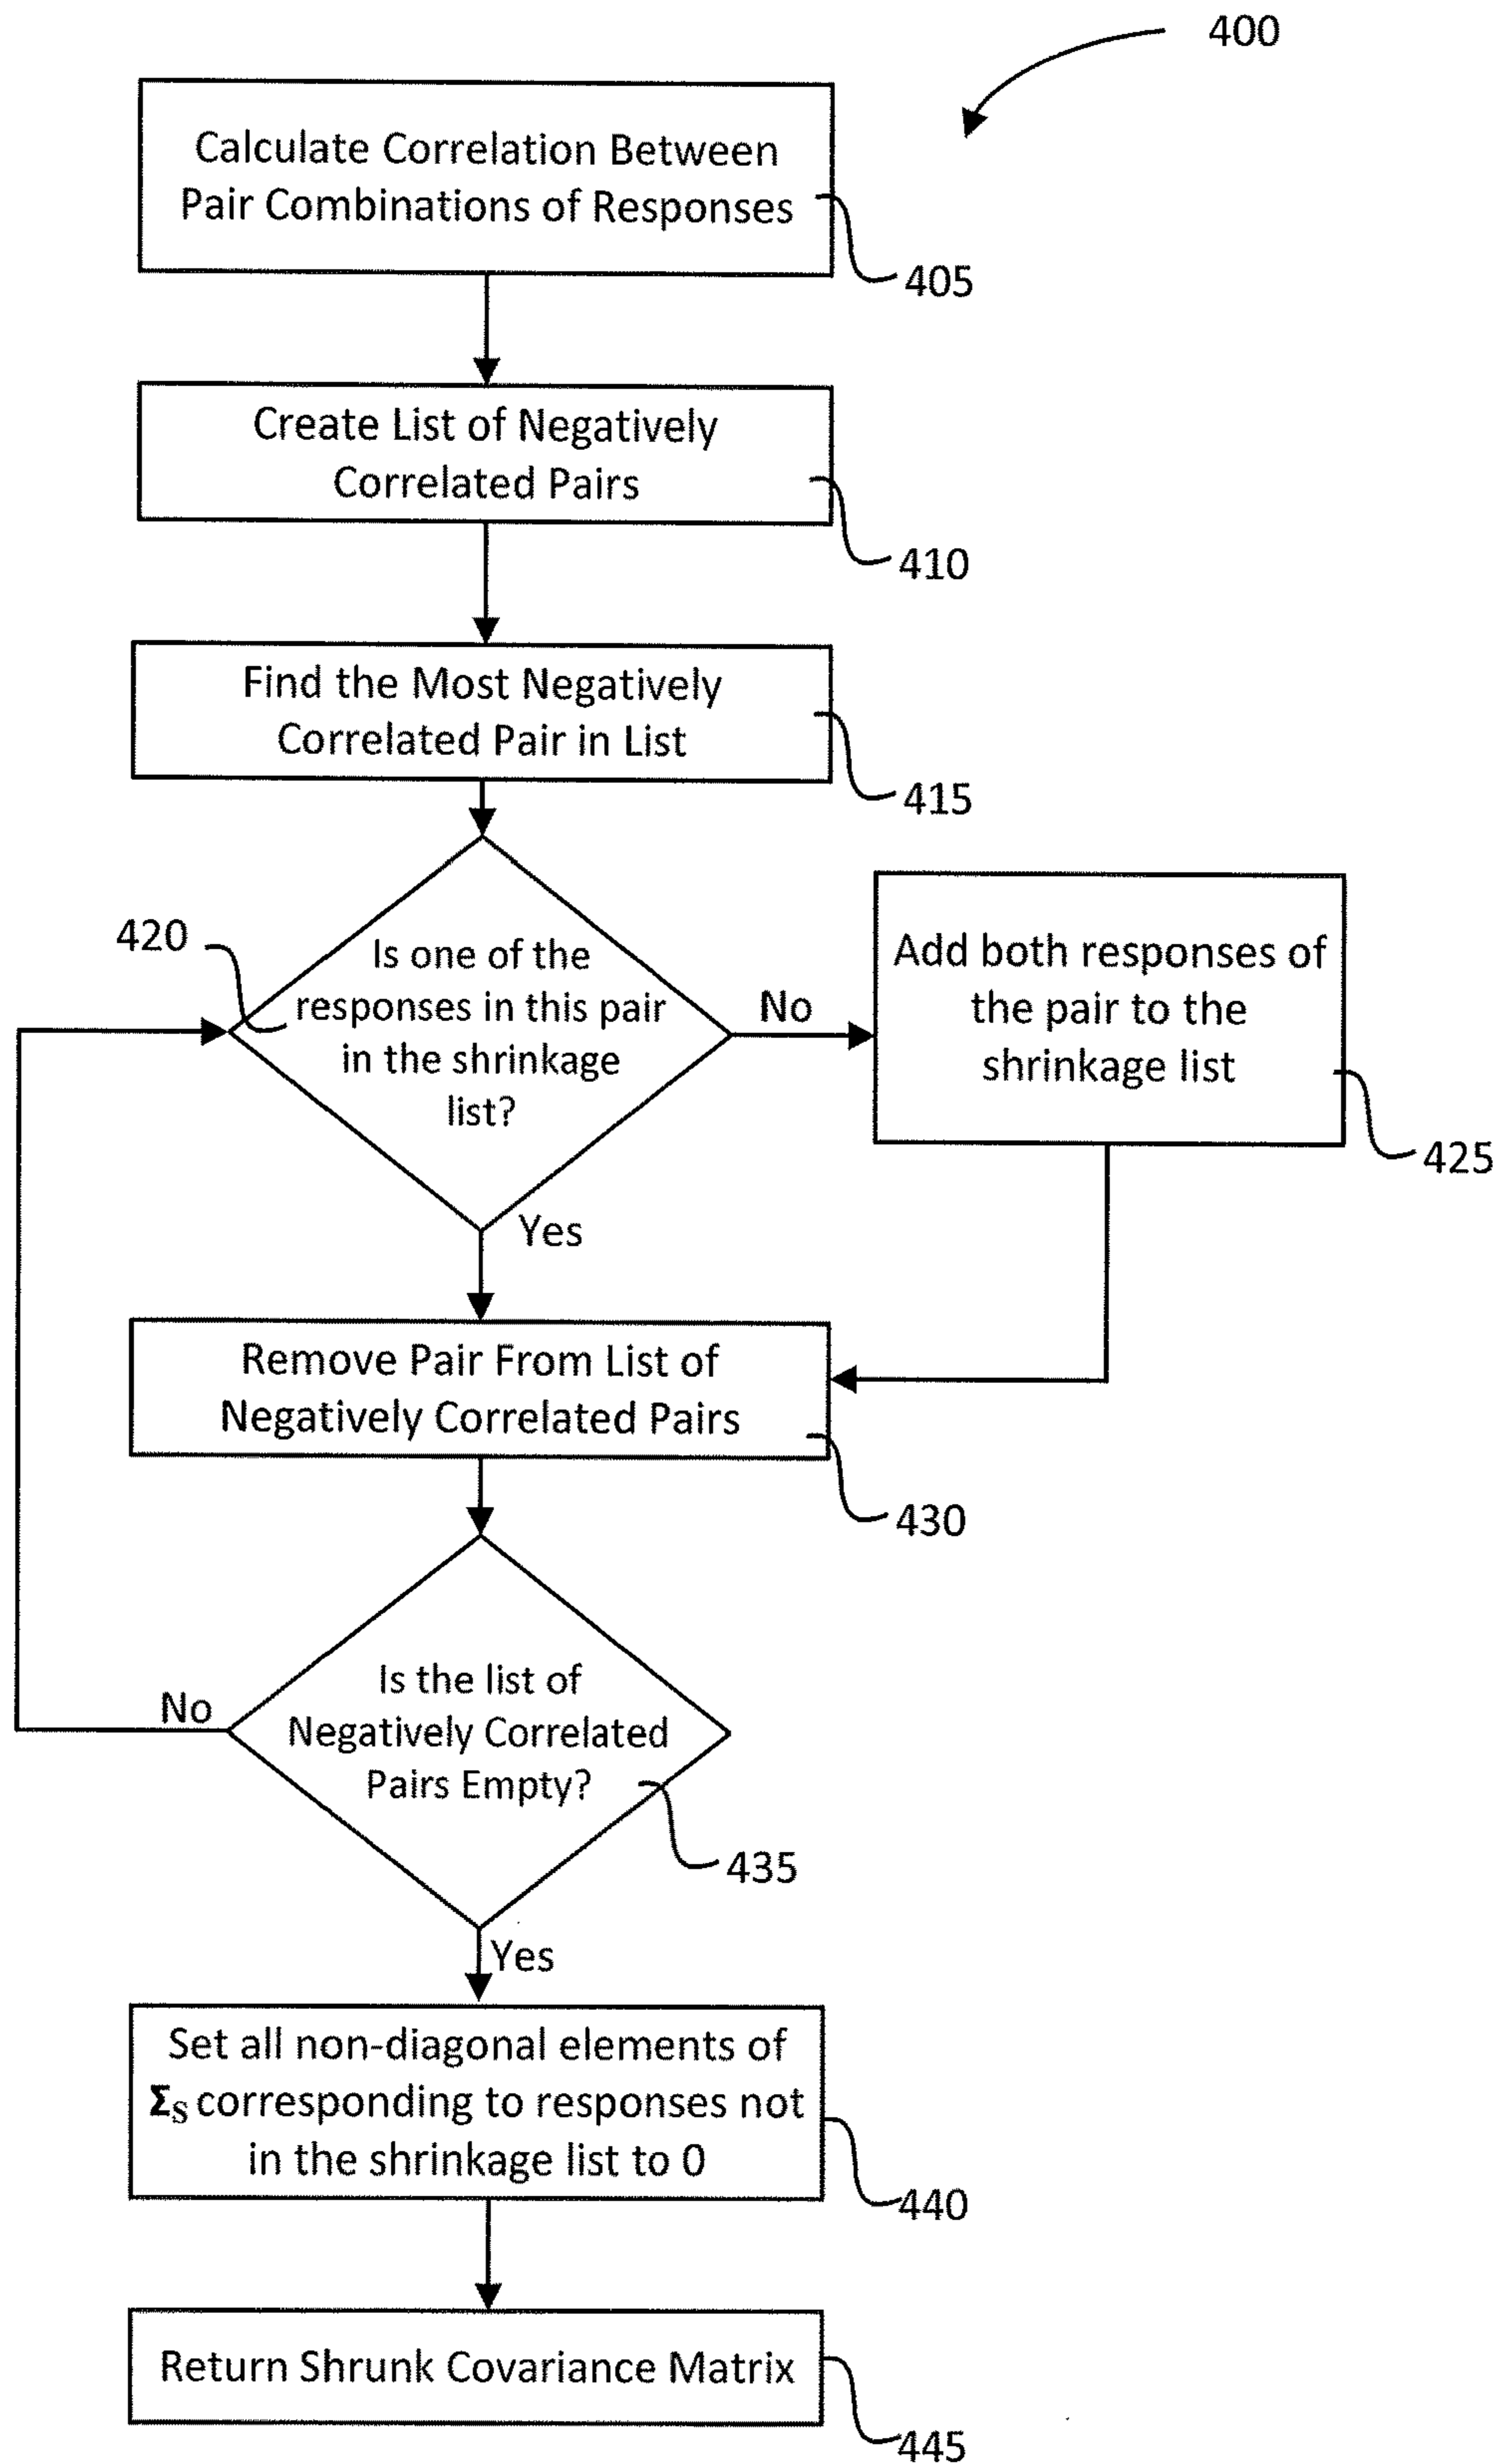 400
Calculate Correlation Between
Pair Combinations of Responses
405
Create List of Negatively
Correlated Pairs
410
Find the Most Negatively
Correlated Pair in List
415
420
Is one of the
responses in this pair
in the shrinkage
list?
No
Add both responses of
the pair to the
shrinkage list
425
Yes
Remove Pair From List of
Negatively Correlated Pairs
430
Is the list of
Negatively Correlated
Pairs Empty?
No
435
Yes
Set all non-diagonal elements of
Σs corresponding to responses not
in the shrinkage list to 0
440
Return Shrunk Covariance Matrix
445